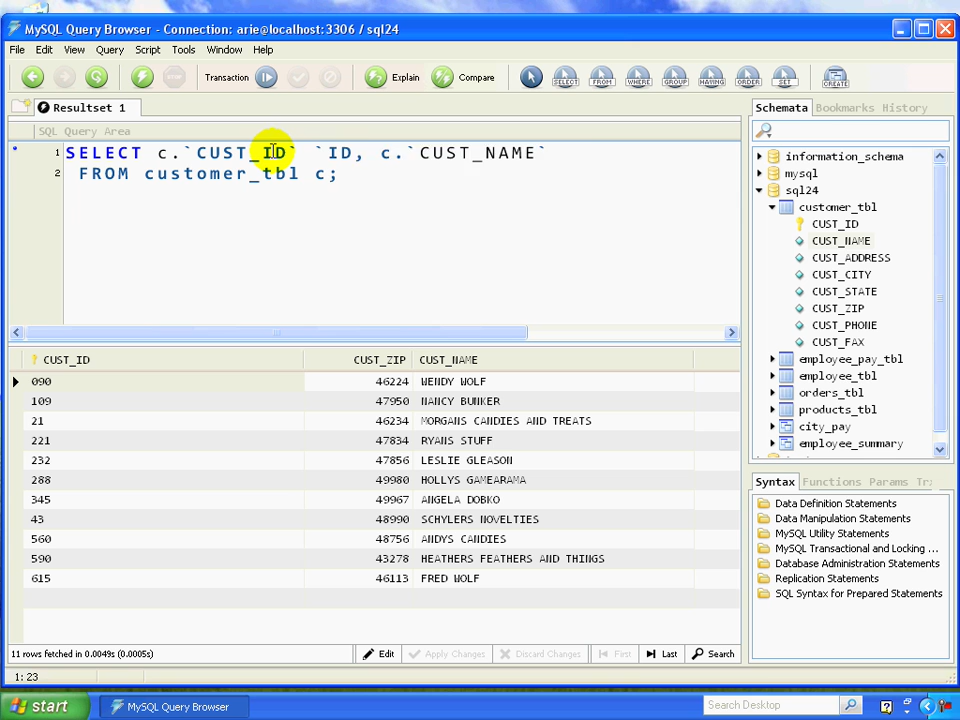 MySQL Query Browser - Connection: arie@localhost:3306 / sql24
File Edit View Query Script Tools Window Help
Transaction Explain Compare SELECT FROM WHERE GROUP HAVING ORDER SET CREATE
Resultset 1
SQL Query Area
1 SELECT c.`CUST_ID` `ID, c.`CUST_NAME`
2 FROM customer_tbl c;
CUST_ID CUST_ZIP CUST_NAME
090 46224 WENDY WOLF
109 47950 NANCY BUNKER
21 46234 MORGANS CANDIES AND TREATS
221 47834 RYANS STUFF
232 47856 LESLIE GLEASON
288 49980 HOLLYS GAMEARAMA
345 49967 ANGELA DOBKO
43 48990 SCHYLERS NOVELTIES
560 48756 ANDYS CANDIES
590 43278 HEATHERS FEATHERS AND THINGS
615 46113 FRED WOLF
11 rows fetched in 0.0049s (0.0005s) Edit Apply Changes Discard Changes First Last Search
1: 23
Schemata Bookmarks History
information_schema
mysql
sql24
customer_tbl
CUST_ID
CUST_NAME
CUST_ADDRESS
CUST_CITY
CUST_STATE
CUST_ZIP
CUST_PHONE
CUST_FAX
employee_pay_tbl
employee_tbl
orders_tbl
products_tbl
city_pay
employee_summary
Syntax Functions Params
Data Definition Statements
Data Manipulation Statements
MySQL Utility Statements
MySQL Transactional and Locking ...
Database Administration Statements
Replication Statements
SQL Syntax for Prepared Statements
start MySQL Query Browser Search Desktop